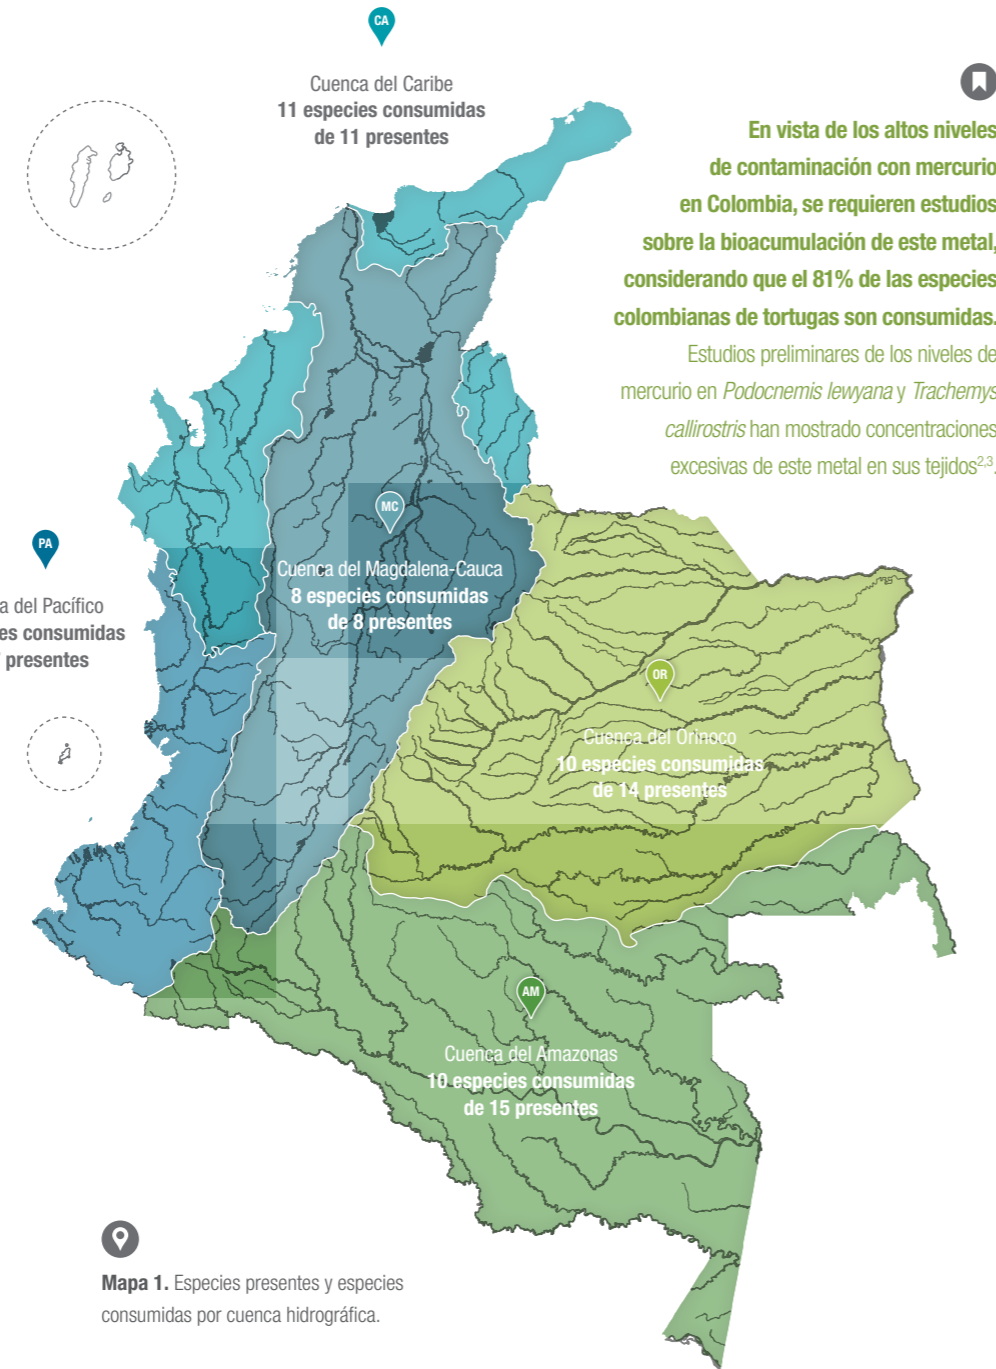 CA
Cuenca del Caribe
11 especies consumidas
de 11 presentes
En vista de los altos niveles
de contaminación con mercurio
en Colombia, se requieren estudios
sobre la bioacumulación de este metal,
considerando que el 81% de las especies
colombianas de tortugas son consumidas.
Estudios preliminares de los niveles de
mercurio en Podocnemis lewyana y Trachemys
callirostris han mostrado concentraciones
excesivas de este metal en sus tejidos2,3.
MC
Cuenca del Magdalena-Cauca
8 especies consumidas
de 8 presentes
PA
del Pacífico
consumidas
presentes
OR
Cuenca del Orinoco
10 especies consumidas
de 14 presentes
AM
Cuenca del Amazonas
10 especies consumidas
de 15 presentes
Mapa 1. Especies presentes y especies
consumidas por cuenca hidrográfica.